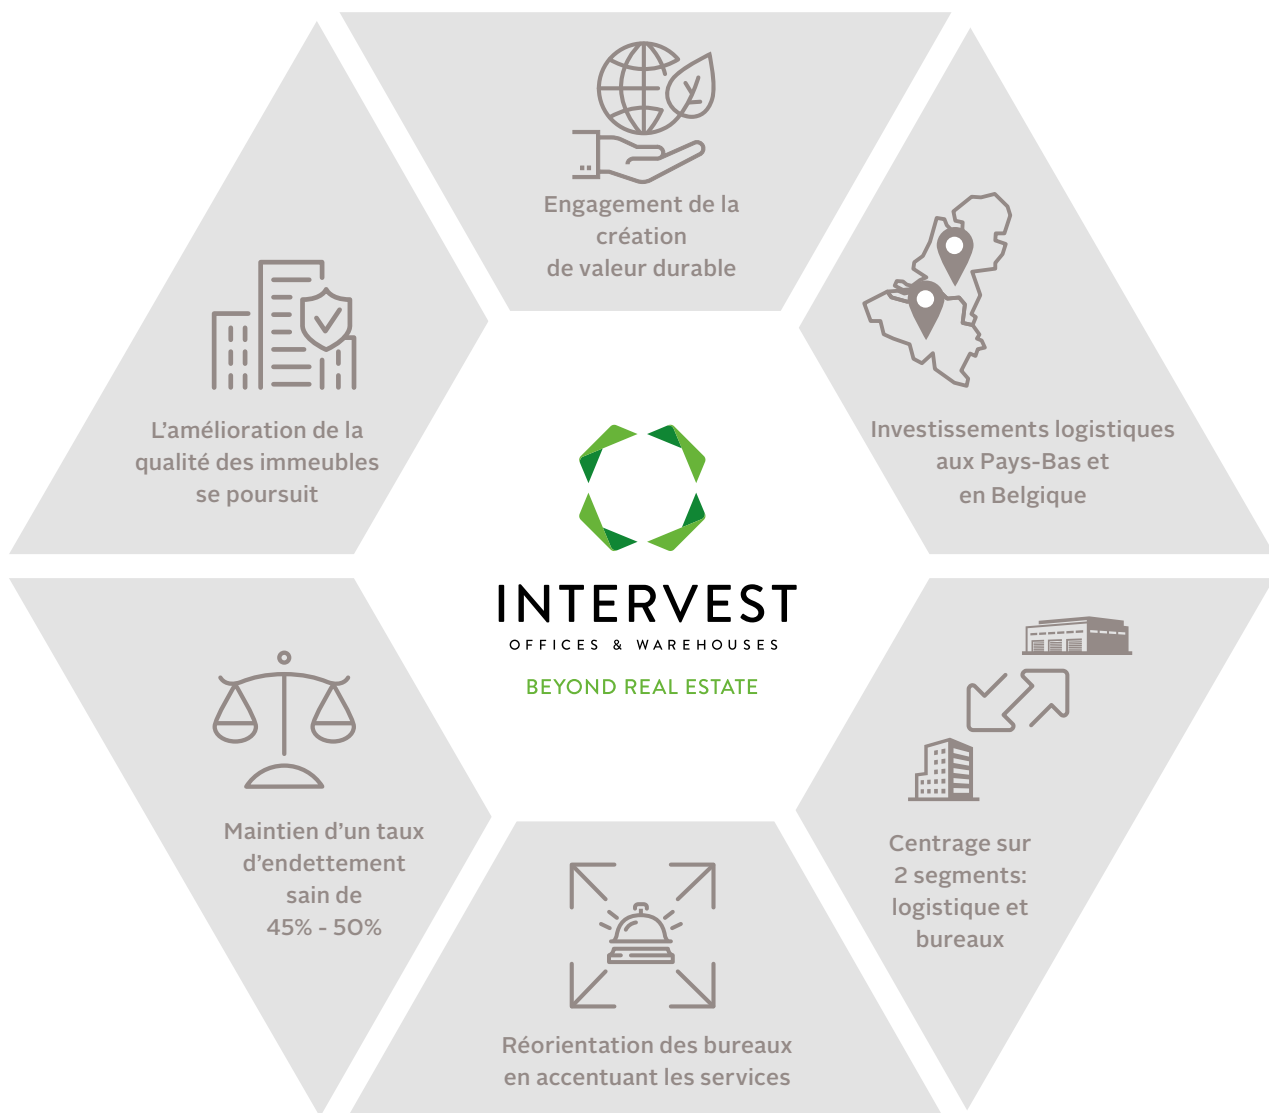 Engagement de la
création
de valeur durable
L’amélioration de la
qualité des immeubles
se poursuit
Investissements logistiques
aux Pays-Bas et
en Belgique
INTERVEST
OFFICES & WAREHOUSES
BEYOND REAL ESTATE
Maintien d’un taux
d’endettement
sain de
45% - 50%
Centrage sur
2 segments:
logistique et
bureaux
Réorientation des bureaux
en accentuant les services